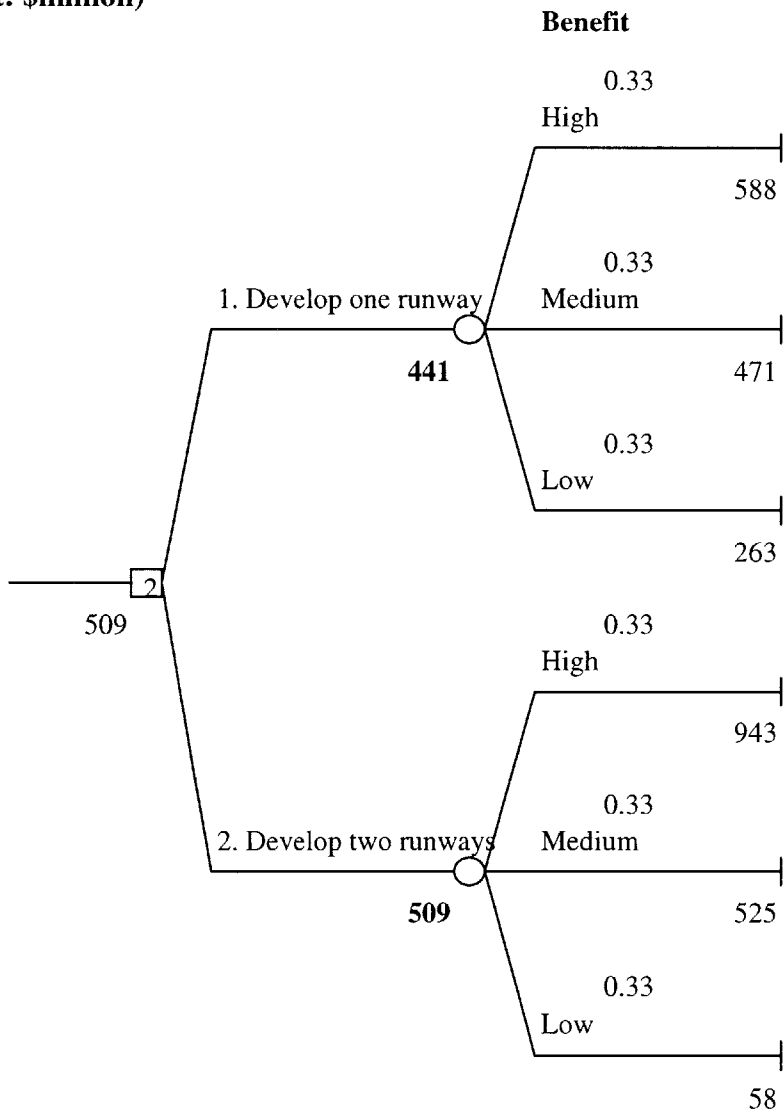 Benefit
0.33
High
588
0.33
1. Develop one runway Medium
441 471
0.33
Low
263
2
509
0.33
High
943
0.33
2. Develop two runways Medium
509 525
0.33
Low
58